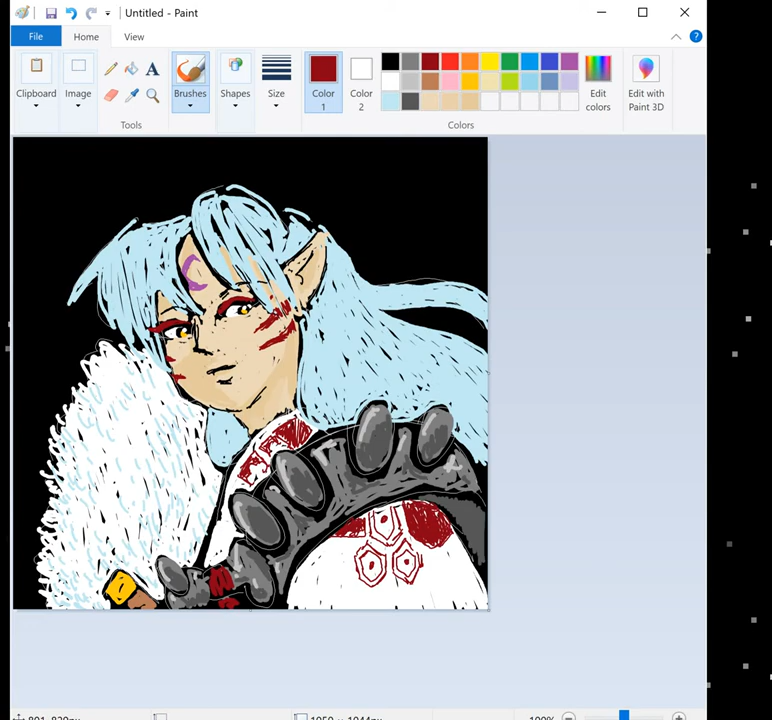 Untitled - Paint
File Home View
Clipboard Image Brushes Shapes Size Color 1 Color 2 Edit colors Edit with Paint 3D
Tools Colors